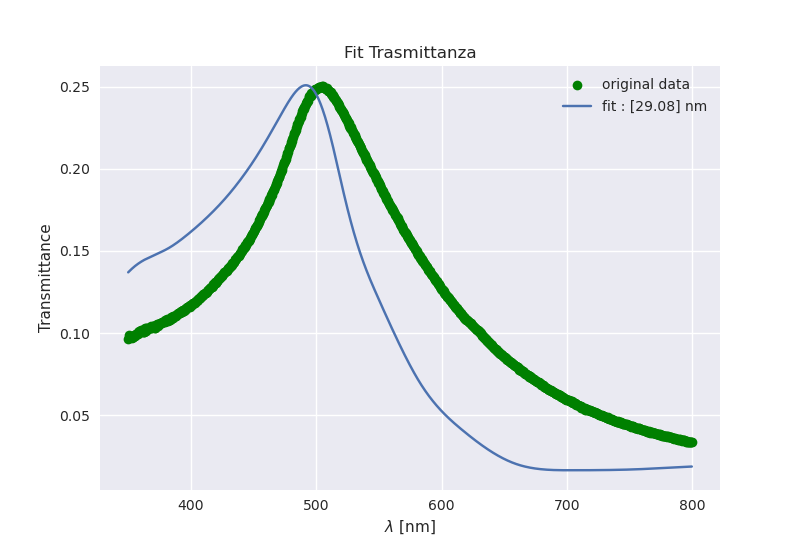 Fit Trasmittanza
original data
fit : [29.08] nm
Transmittance
0.25
0.20
0.15
0.10
0.05
400 500 600 700 800
λ [nm]